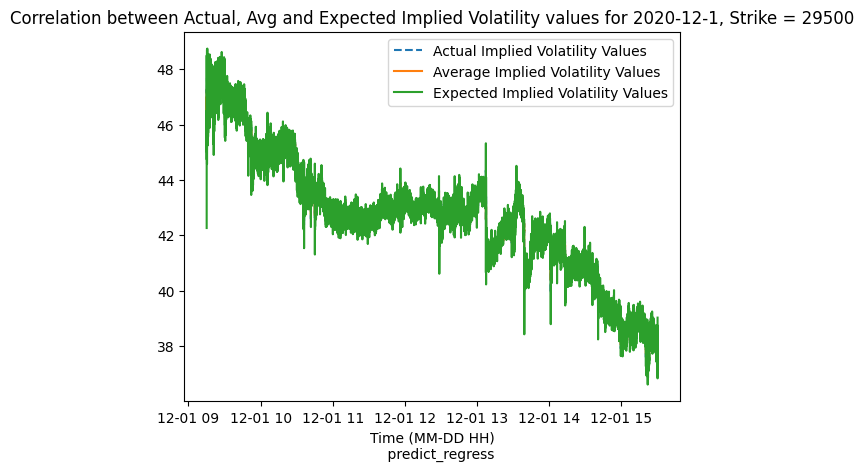 Correlation between Actual, Avg and Expected Implied Volatility values for 2020-12-1, Strike = 29500
Actual Implied Volatility Values
Average Implied Volatility Values
Expected Implied Volatility Values
48
46
44
42
40
38
12-01 09 12-01 10 12-01 11 12-01 12 12-01 13 12-01 14 12-01 15
Time (MM-DD HH)
predict_regress